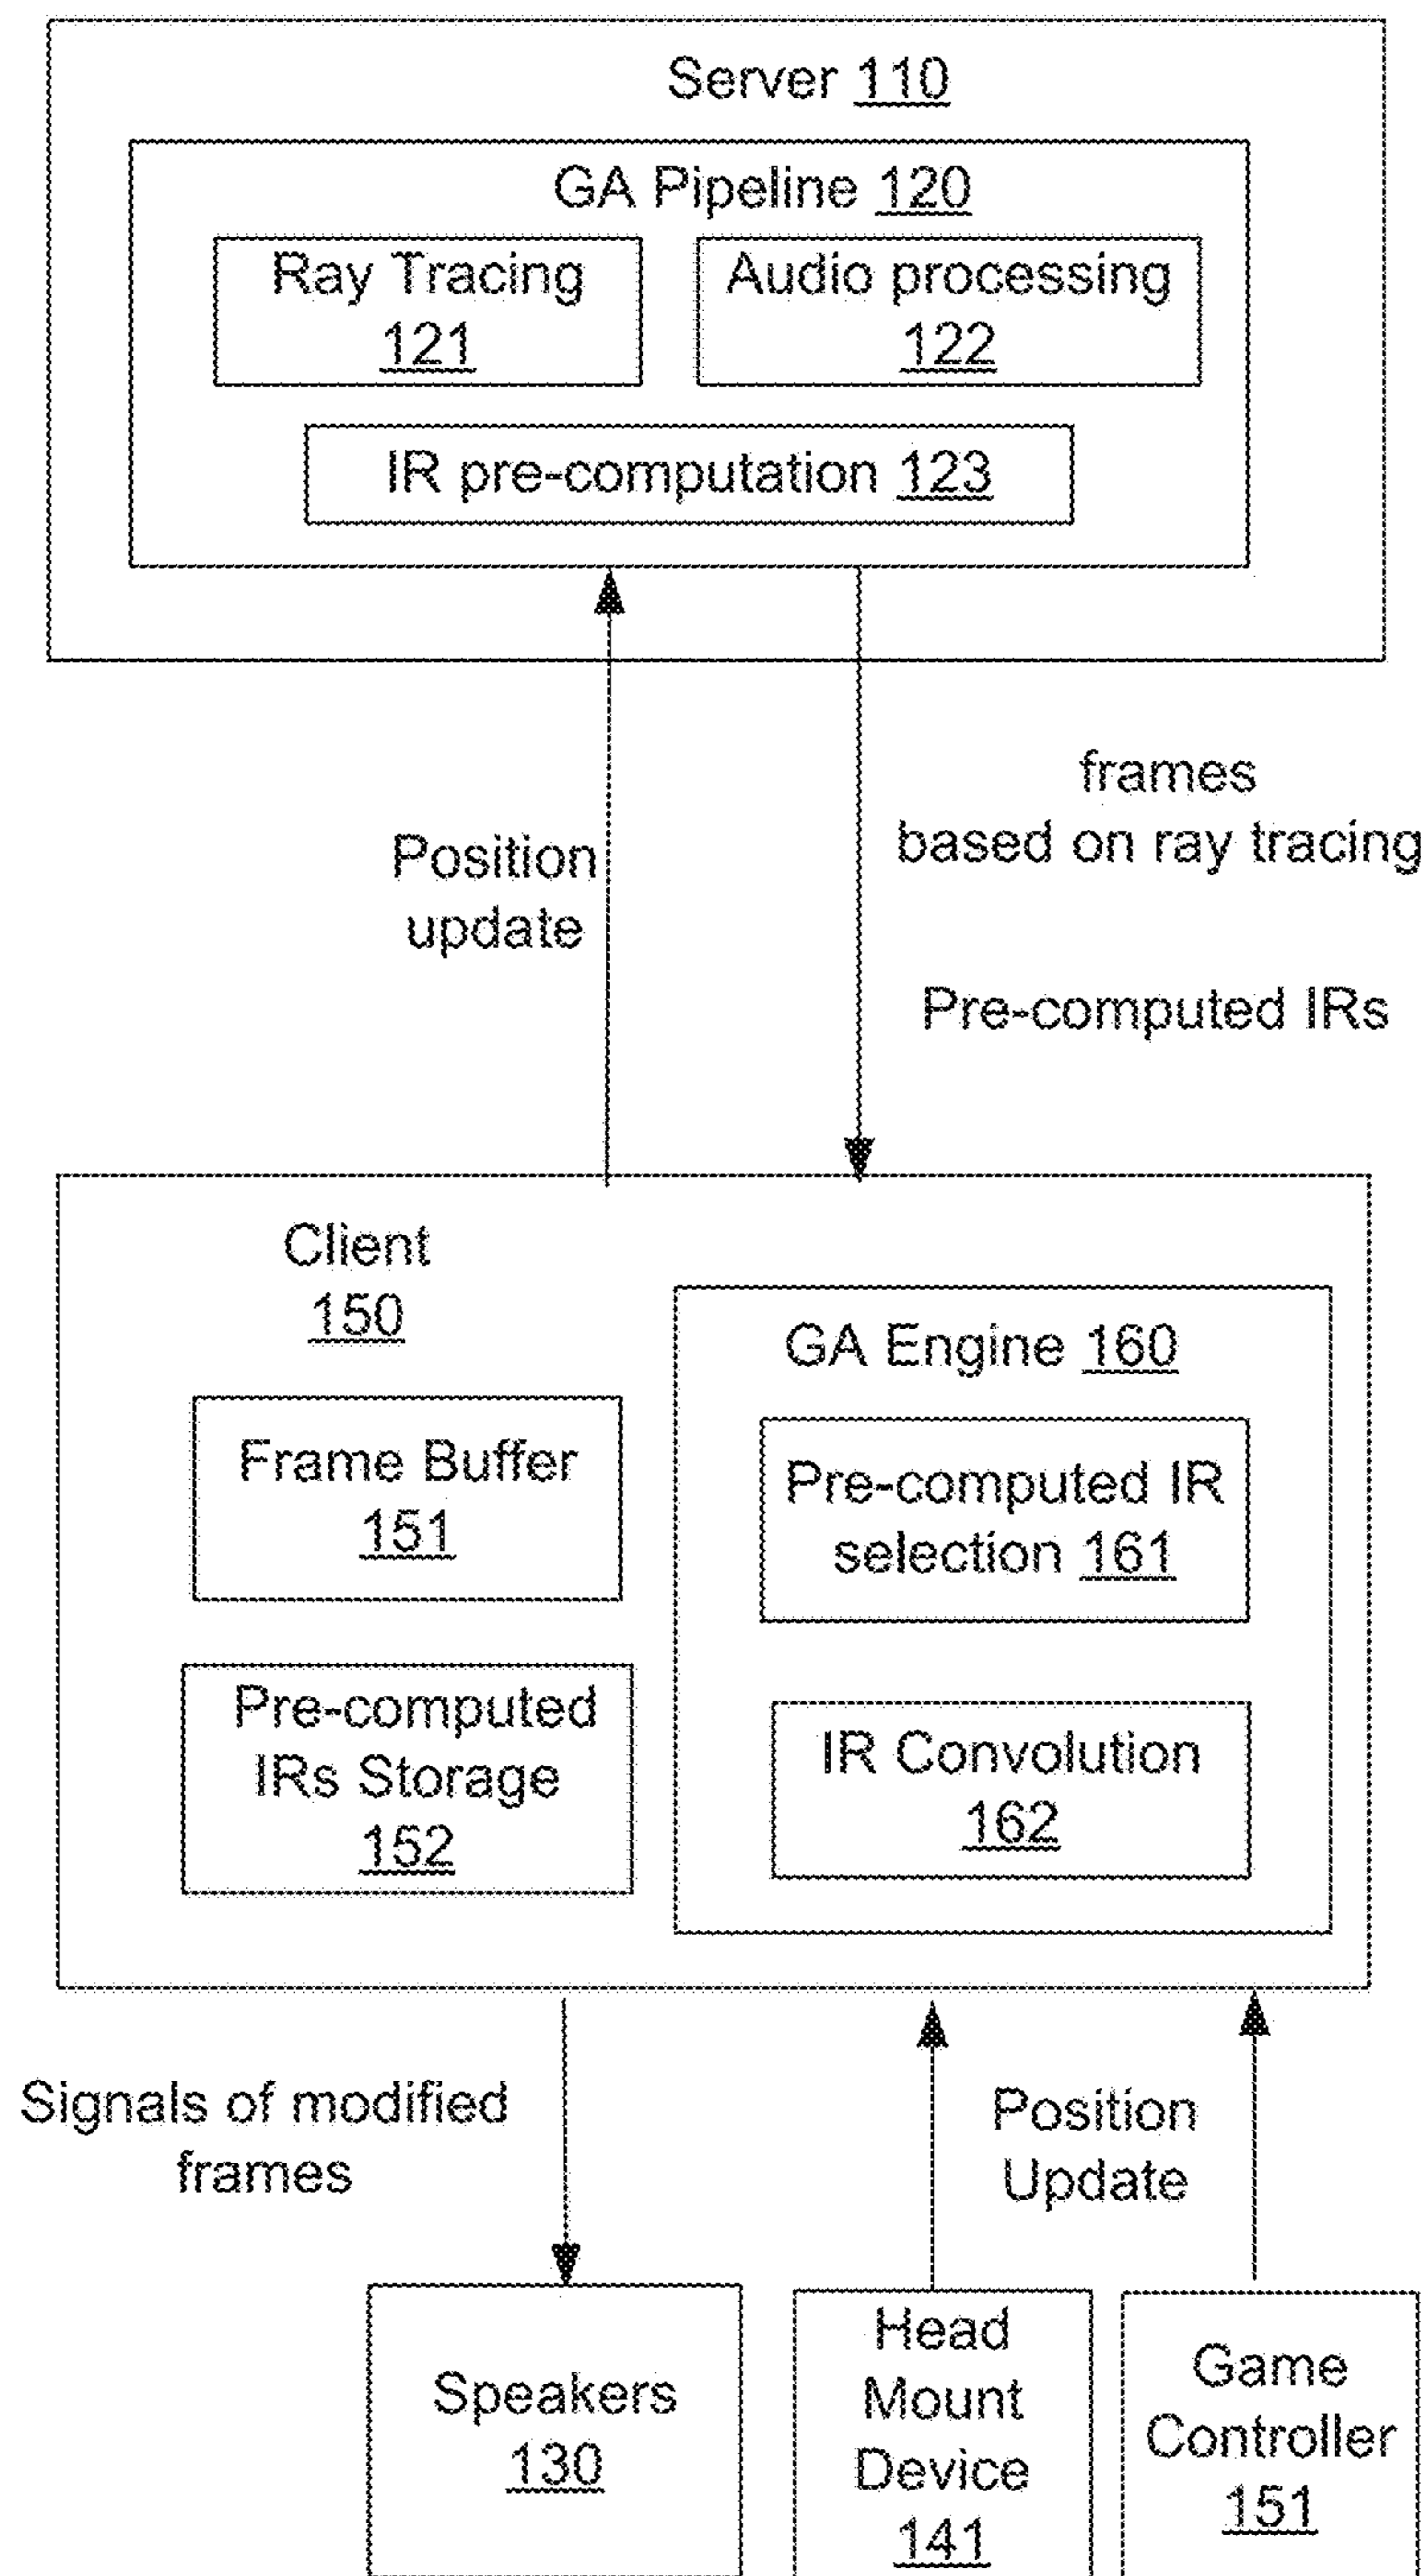 Server 110
GA Pipeline 120
Ray Tracing
121
Audio processing
122
IR pre-computation 123
Position
update
frames
based on ray tracing
Pre-computed IRs
Client
150
Frame Buffer
151
Pre-computed
IRs Storage
152
GA Engine 160
Pre-computed IR
selection 161
IR Convolution
162
Signals of modified
frames
Position
Update
Speakers
130
Head
Mount
Device
141
Game
Controller
151